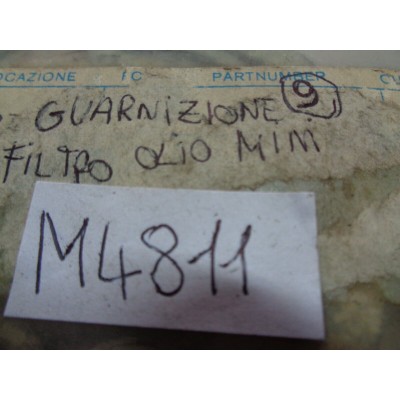 OCAZIONE / C PARTNUMBER
GUARNIZIONE 9
FILTRO OLIO MIM
M4811